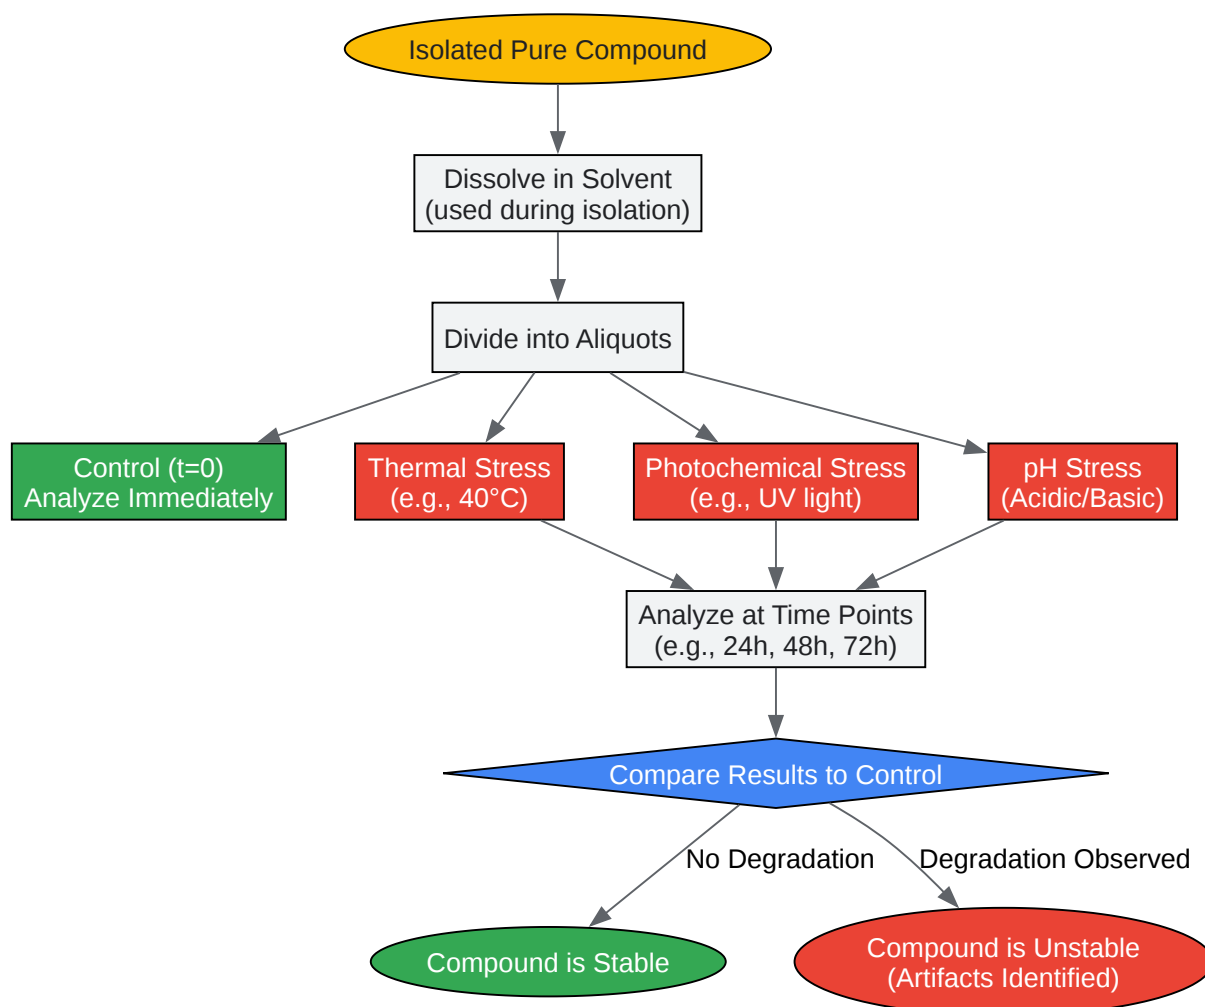 Isolated Pure Compound
Dissolve in Solvent
(used during isolation)
Divide into Aliquots
Control (t=0)
Analyze Immediately
Thermal Stress
(e.g., 40°C)
Photochemical Stress
(e.g., UV light)
pH Stress
(Acidic/Basic)
Analyze at Time Points
(e.g., 24h, 48h, 72h)
Compare Results to Control
No Degradation
Degradation Observed
Compound is Stable
Compound is Unstable
(Artifacts Identified)